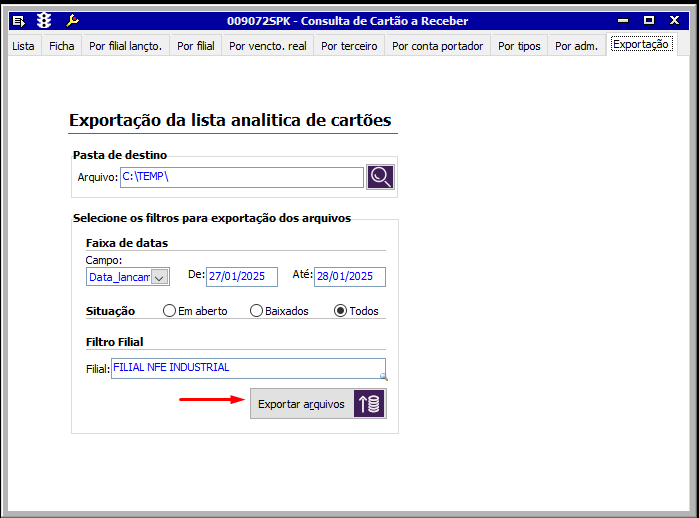 009072SPK - Consulta de Cartão a Receber
Lista Ficha Por filial lançto. Por filial Por vencto. real Por terceiro Por conta portador Por tipos Por adm. Exportação
Exportação da lista analitica de cartões
Pasta de destino
Arquivo: C:\TEMP\
Selecione os filtros para exportação dos arquivos
Faixa de datas
Campo:
Data_lancam De: 27/01/2025 Até: 28/01/2025
Situação Em aberto Baixados Todos
Filtro Filial
Filial: FILIAL NFE INDUSTRIAL
Exportar arquivos